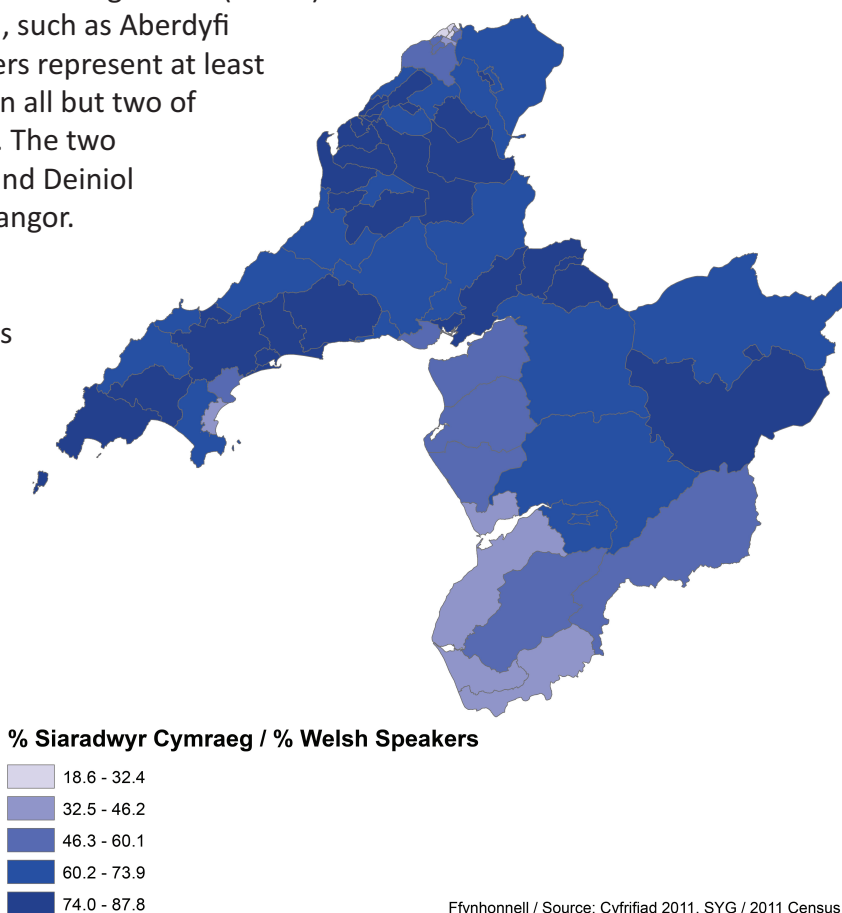 , such as Aberdyfi
ers represent at least
n all but two of
. The two
nd Deiniol
angor.
s
% Siaradwyr Cymraeg / % Welsh Speakers
18.6 - 32.4
32.5 - 46.2
46.3 - 60.1
60.2 - 73.9
74.0 - 87.8
Ffynhonnell / Source: Cyfrifiad 2011, SYG / 2011 Census